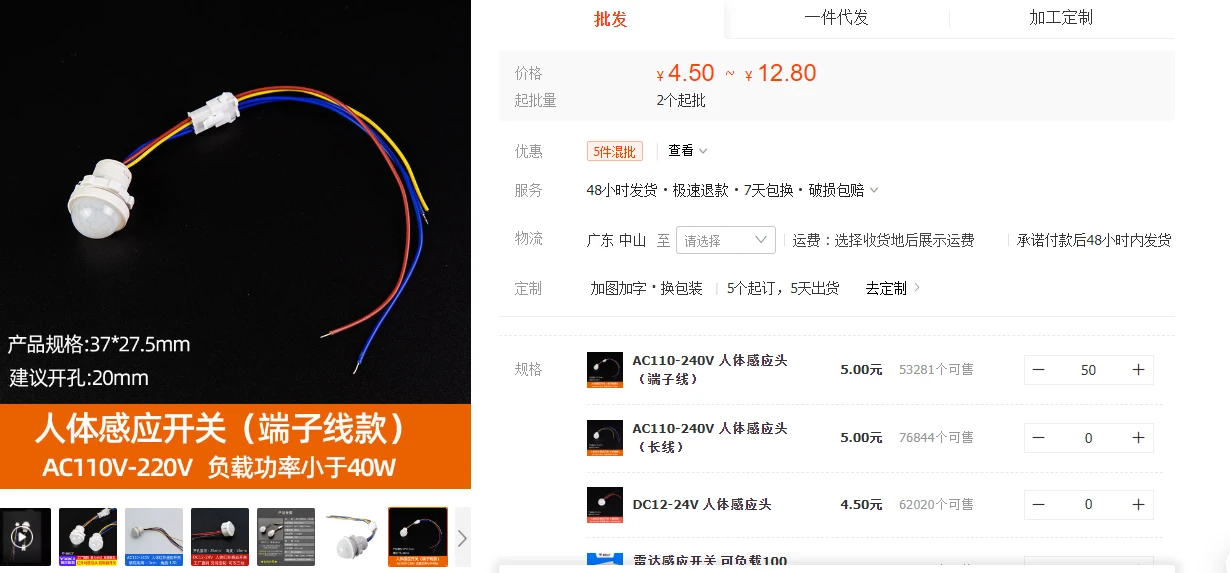 产品规格:37*27.5mm
建议开孔:20mm
人体感应开关（端子线款）
AC110V-220V 负载功率小于40W
批发
一件代发
加工定制
价格
¥ 4.50 ~ ¥ 12.80
起批量
2个起批
优惠
5件混批
查看
服务
48小时发货·极速退款·7天包换·破损包赔
物流
广东 中山 至 请选择 运费：选择收货地后展示运费 承诺付款后48小时内发货
定制
加图加字·换包装 5个起订，5天出货 去定制
规格
AC110-240V 人体感应头
（端子线）
5.00元
53281个可售
50
AC110-240V 人体感应头
（长线）
5.00元
76844个可售
0
DC12-24V 人体感应头
4.50元
62020个可售
0
雷达感应开关 可负载100